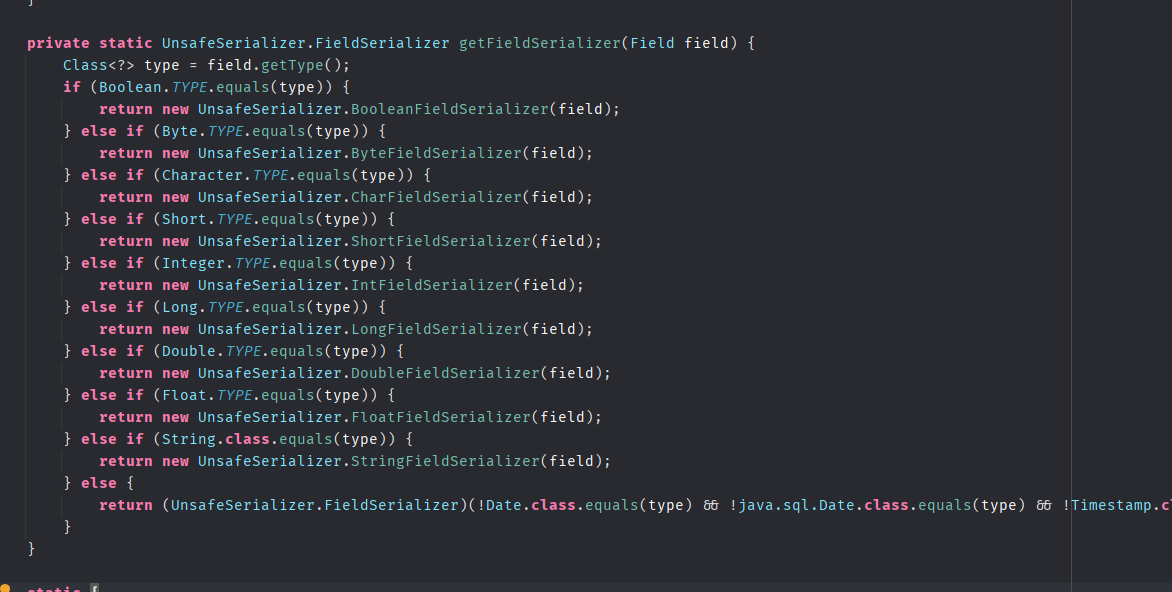 }
private static UnsafeSerializer.FieldSerializer getFieldSerializer(Field field) {
    Class<?> type = field.getType();
    if (Boolean.TYPE.equals(type)) {
        return new UnsafeSerializer.BooleanFieldSerializer(field);
    } else if (Byte.TYPE.equals(type)) {
        return new UnsafeSerializer.ByteFieldSerializer(field);
    } else if (Character.TYPE.equals(type)) {
        return new UnsafeSerializer.CharFieldSerializer(field);
    } else if (Short.TYPE.equals(type)) {
        return new UnsafeSerializer.ShortFieldSerializer(field);
    } else if (Integer.TYPE.equals(type)) {
        return new UnsafeSerializer.IntFieldSerializer(field);
    } else if (Long.TYPE.equals(type)) {
        return new UnsafeSerializer.LongFieldSerializer(field);
    } else if (Double.TYPE.equals(type)) {
        return new UnsafeSerializer.DoubleFieldSerializer(field);
    } else if (Float.TYPE.equals(type)) {
        return new UnsafeSerializer.FloatFieldSerializer(field);
    } else if (String.class.equals(type)) {
        return new UnsafeSerializer.StringFieldSerializer(field);
    } else {
        return (UnsafeSerializer.FieldSerializer)(!Date.class.equals(type) && !java.sql.Date.class.equals(type) && !Timestamp.c
    }
}
static {